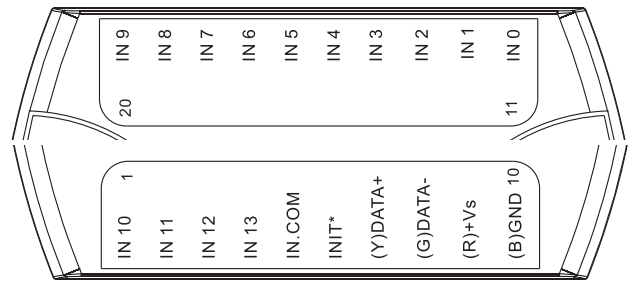 IN 9
IN 8
IN 7
IN 6
IN 5
IN 4
IN 3
IN 2
IN 1
IN 0
20
11
1
IN 10
IN 11
IN 12
IN 13
IN.COM
INIT*
(Y)DATA+
(G)DATA-
(R)+Vs
(B)GND 10